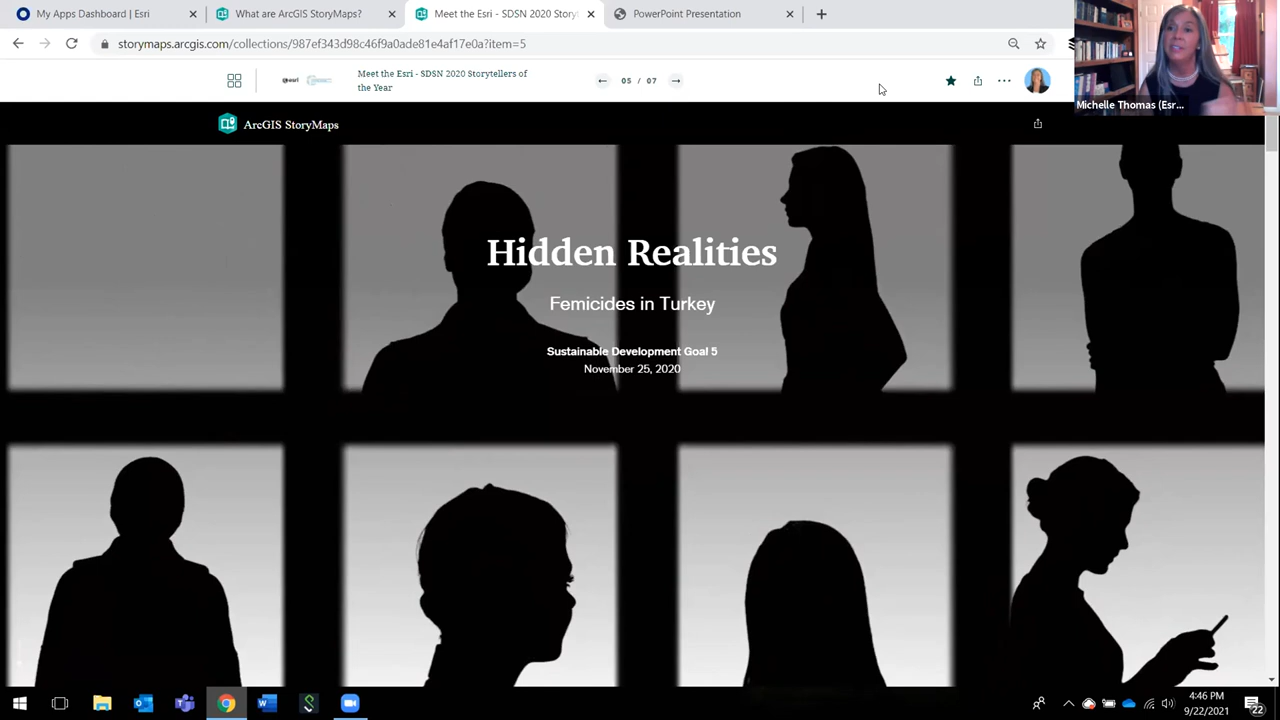 My Apps Dashboard | Esri
What are ArcGIS StoryMaps?
Meet the Esri - SDSN 2020 Story
PowerPoint Presentation
storymaps.arcgis.com/collections/987ef343d98c46f9a0ade81e4af17e0a?item=5
esri
Meet the Esri - SDSN 2020 Storytellers of
the Year
05 / 07
Michelle Thomas (Esr...
ArcGIS StoryMaps
Hidden Realities
Femicides in Turkey
Sustainable Development Goal 5
November 25, 2020
4:46 PM
9/22/2021
22